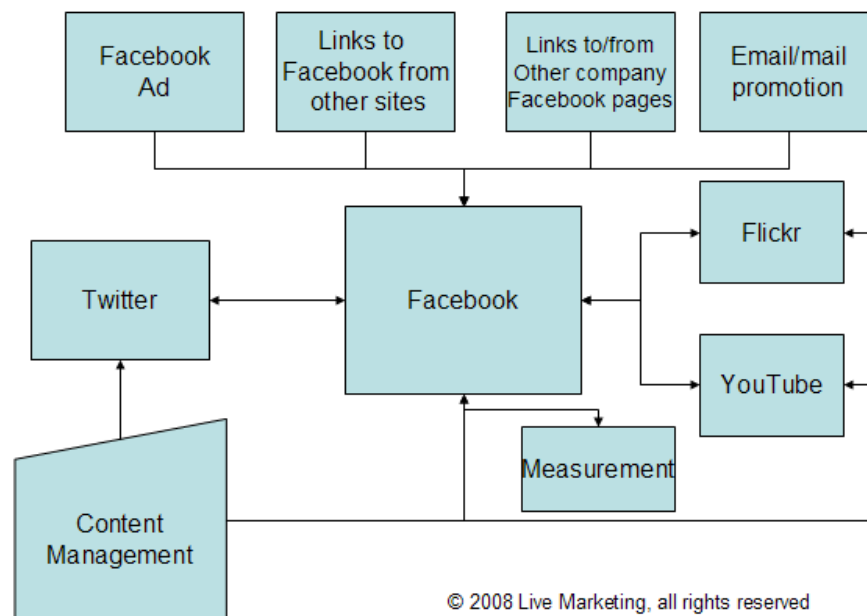 Facebook
Ad
Links to
Facebook from
other sites
Links to/from
Other company
Facebook pages
Email/mail
promotion
Twitter
Facebook
Flickr
YouTube
Measurement
Content
Management
© 2008 Live Marketing, all rights reserved